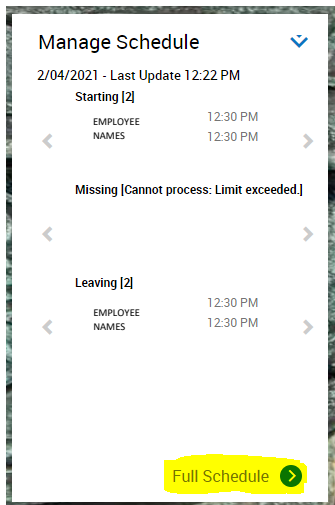 Manage Schedule
2/04/2021 - Last Update 12:22 PM
Starting [2]
EMPLOYEE 12:30 PM
NAMES 12:30 PM
Missing [Cannot process: Limit exceeded.]
Leaving [2]
EMPLOYEE 12:30 PM
NAMES 12:30 PM
Full Schedule